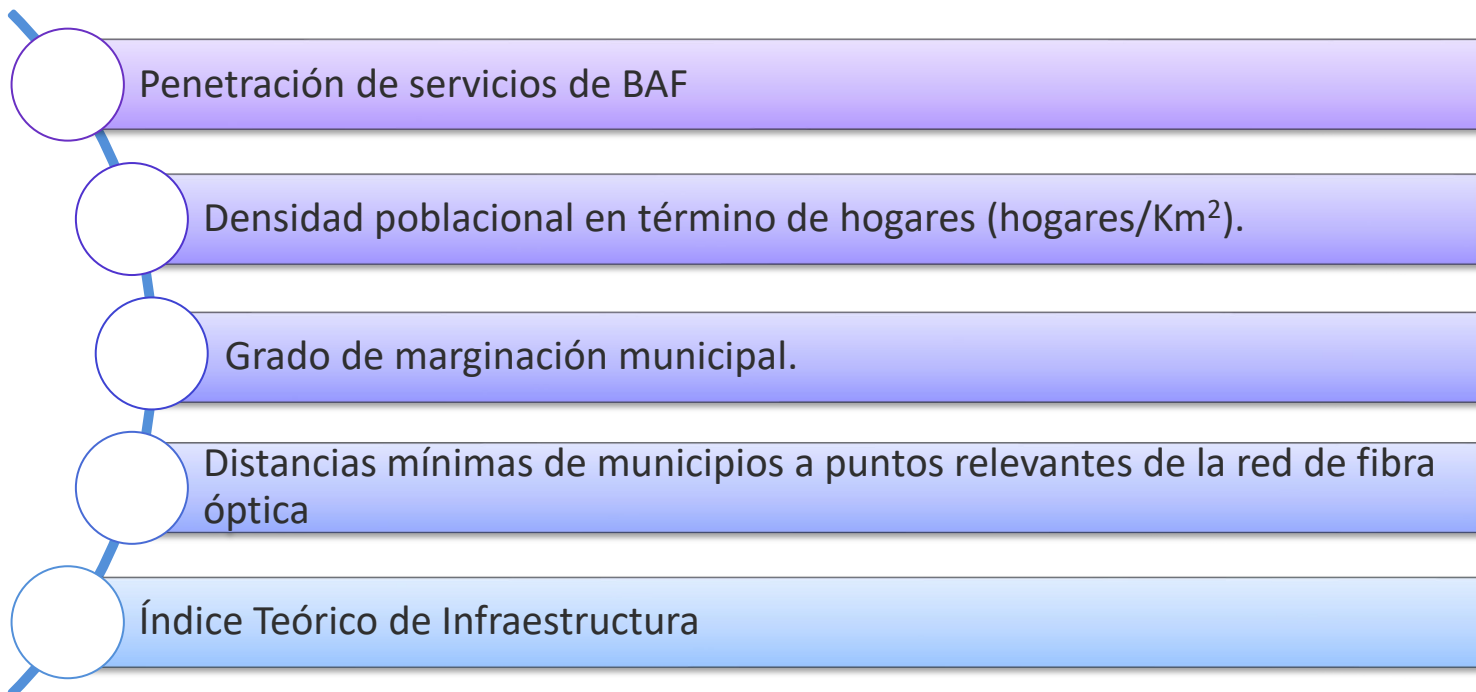 Penetración de servicios de BAF
Densidad poblacional en término de hogares (hogares/Km²).
Grado de marginación municipal.
Distancias mínimas de municipios a puntos relevantes de la red de fibra
óptica
Índice Teórico de Infraestructura